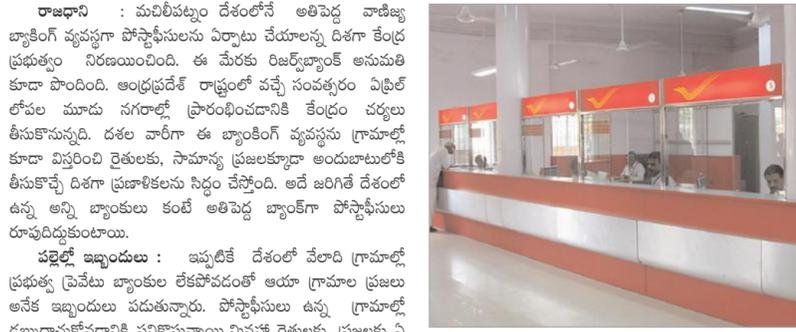 రాజధాని : మచిలీపట్నం దేశంలోనే అతిపెద్ద వాణిజ్య
బ్యాకింగ్ వ్యవస్థగా పోస్టాఫీసులను ఏర్పాటు చేయాలన్న దిశగా కేంద్ర
ప్రభుత్వం నిరణయించింది. ఈ మేరకు రిజర్వ్‌బ్యాంక్ అనుమతి
కూడా పొందింది. ఆంధ్రప్రదేశ్ రాష్ట్రంలో వచ్చే సంవత్సరం ఏప్రిల్
లోపల మూడు నగరాల్లో ప్రారంభించడానికి కేంద్రం చర్యలు
తీసుకొనున్నది. దశల వారీగా ఈ బ్యాంకింగ్ వ్యవస్థను గ్రామాల్లో
కూడా విస్తరించి రైతులకు, సామాన్య ప్రజలక్కూడా అందుబాటులోకి
తీసుకొచ్చే దిశగా ప్రణాళికలను సిద్ధం చేస్తోంది. అదే జరిగితే దేశంలో
ఉన్న అన్ని బ్యాంకులు కంటే అతిపెద్ద బ్యాంక్‌గా పోస్టాఫీసులు
రూపుదిద్దుకుంటాయి.
పల్లెల్లో ఇబ్బందులు : ఇప్పటికే దేశంలో వేలాది గ్రామాల్లో
ప్రభుత్వ ప్రైవేటు బ్యాంకుల లేకపోవడంతో ఆయా గ్రామాల ప్రజలు
అనేక ఇబ్బందులు పడుతున్నారు. పోస్టాఫీసులు ఉన్న గ్రామాల్లో